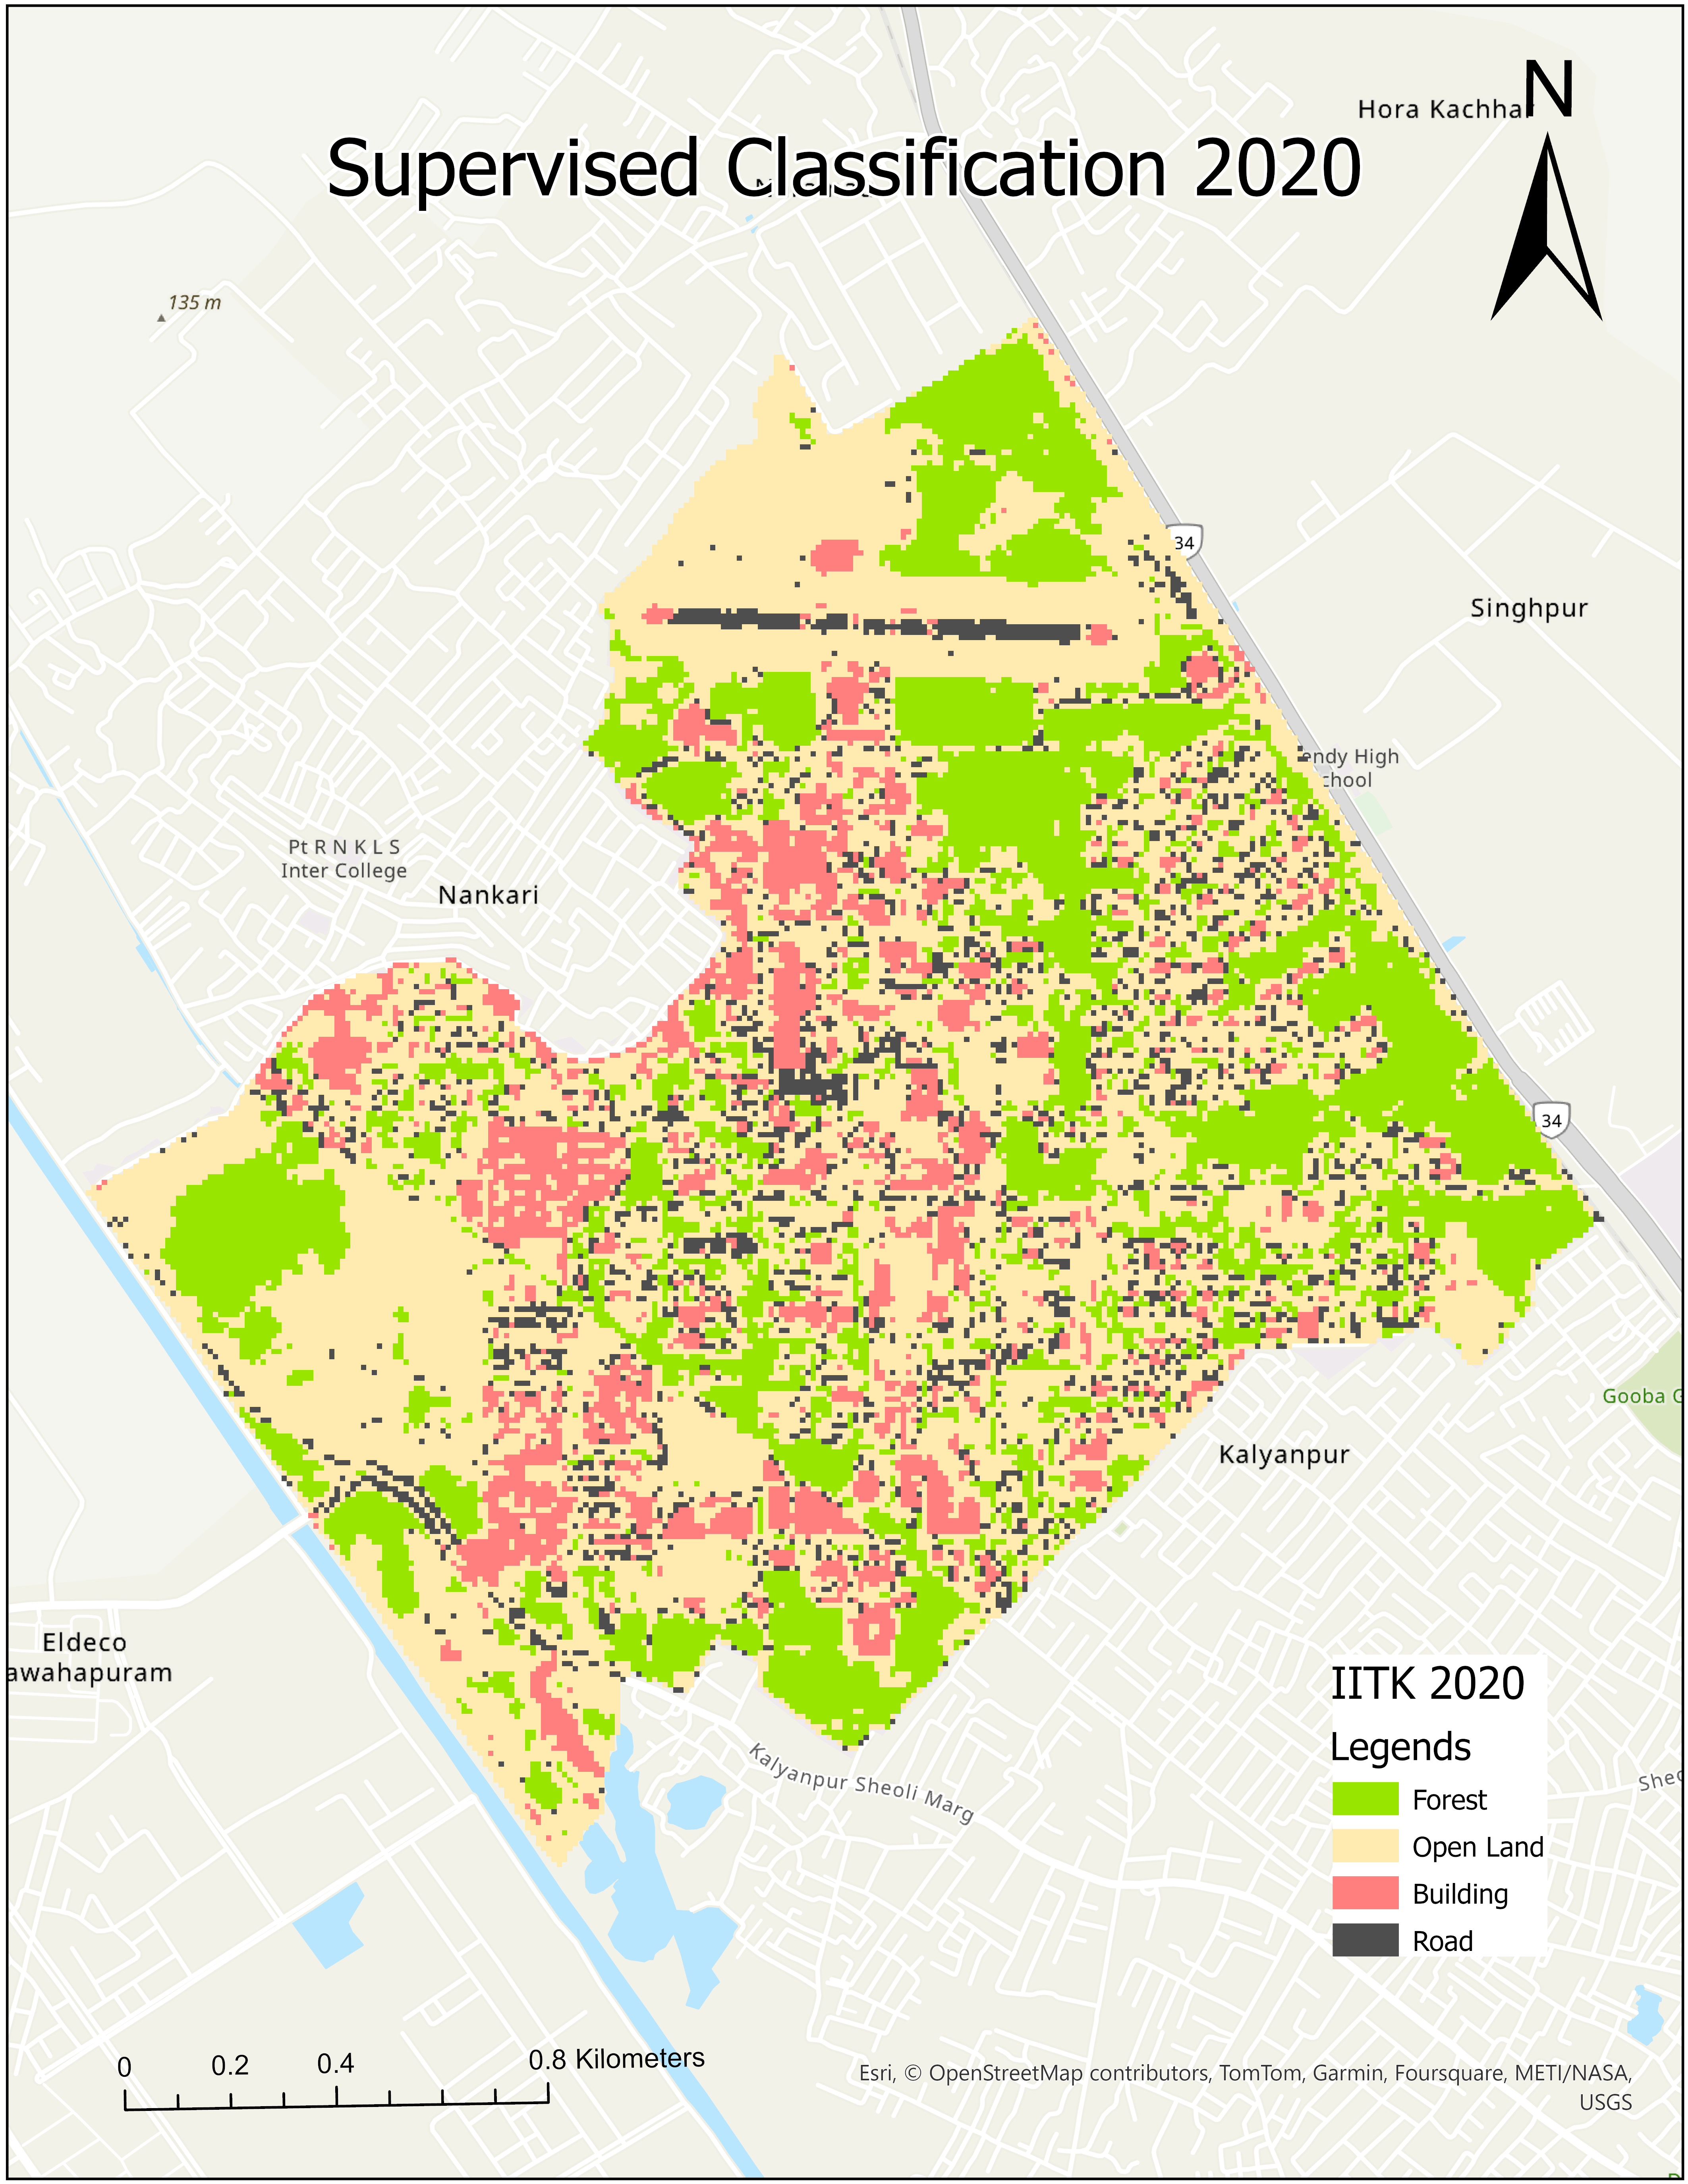 Hora Kachhar
N
Supervised Classification 2020
135 m
34
Singhpur
endy High
chool
Pt R N K L S
Inter College
Nankari
34
Gooba G
Kalyanpur
Eldeco
awahapuram
IITK 2020
Legends
Kalyanpur Sheoli Marg
Shec
Forest
Open Land
Building
Road
0 0.2 0.4 0.8 Kilometers
Esri, © OpenStreetMap contributors, TomTom, Garmin, Foursquare, METI/NASA,
USGS